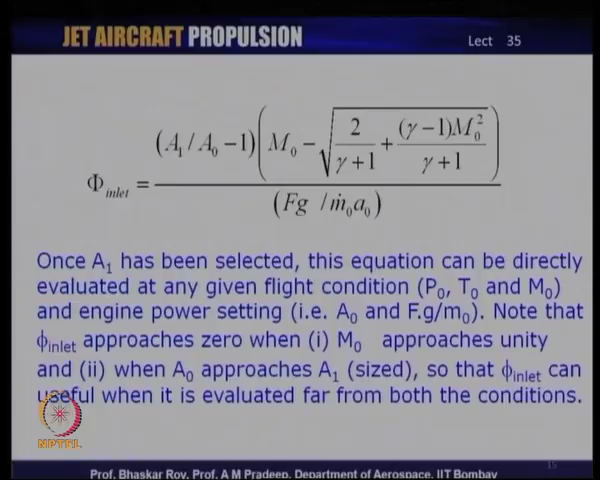 JET AIRCRAFT PROPULSION
Lect 35
Φ_inlet = (A₁/A₀ −1)(M₀ − √(2/(γ+1) + (γ−1)M₀²/(γ+1))) / (Fg /ṁ₀a₀)
Once A₁ has been selected, this equation can be directly
evaluated at any given flight condition (P₀, T₀ and M₀)
and engine power setting (i.e. A₀ and F.g/m₀). Note that
ϕ_inlet approaches zero when (i) M₀ approaches unity
and (ii) when A₀ approaches A₁ (sized), so that ϕ_inlet can
useful when it is evaluated far from both the conditions.
NPTEL
15
Prof. Bhaskar Roy, Prof. A M Pradeep, Department of Aerospace, IIT Bombay